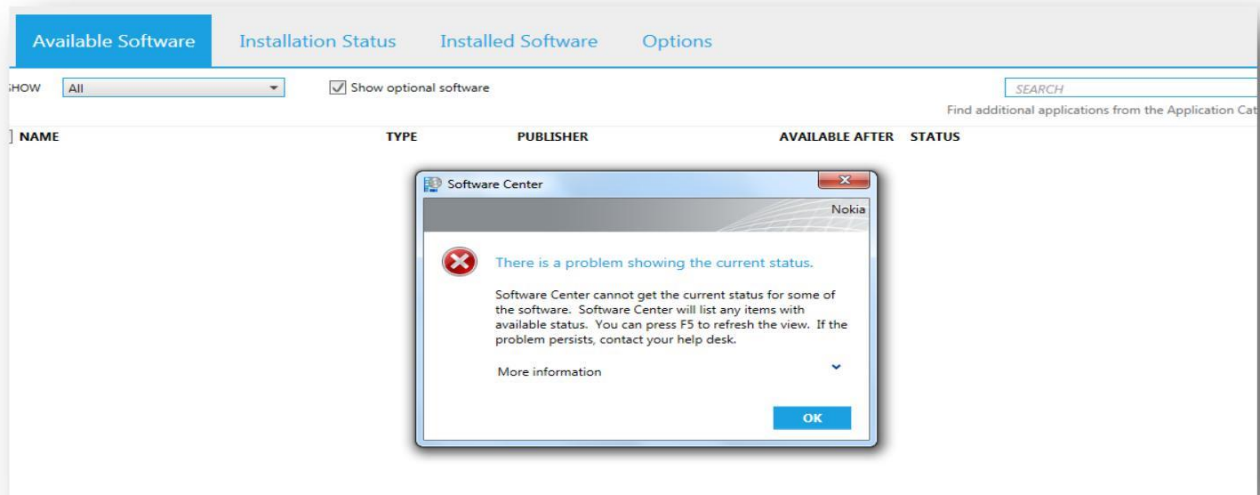 Available Software Installation Status Installed Software Options
All Show optional software SEARCH
Find additional applications from the Application Cat
NAME TYPE PUBLISHER AVAILABLE AFTER STATUS
Software Center
Nokia
There is a problem showing the current status.
Software Center cannot get the current status for some of
the software. Software Center will list any items with
available status. You can press F5 to refresh the view. If the
problem persists, contact your help desk.
More information
OK